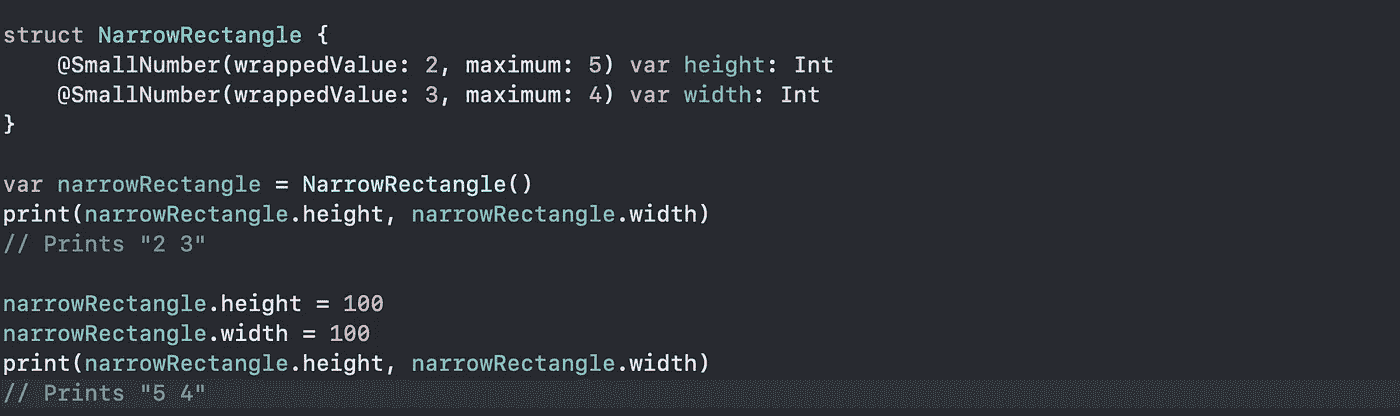 struct NarrowRectangle {
    @SmallNumber(wrappedValue: 2, maximum: 5) var height: Int
    @SmallNumber(wrappedValue: 3, maximum: 4) var width: Int
}
var narrowRectangle = NarrowRectangle()
print(narrowRectangle.height, narrowRectangle.width)
// Prints "2 3"
narrowRectangle.height = 100
narrowRectangle.width = 100
print(narrowRectangle.height, narrowRectangle.width)
// Prints "5 4"